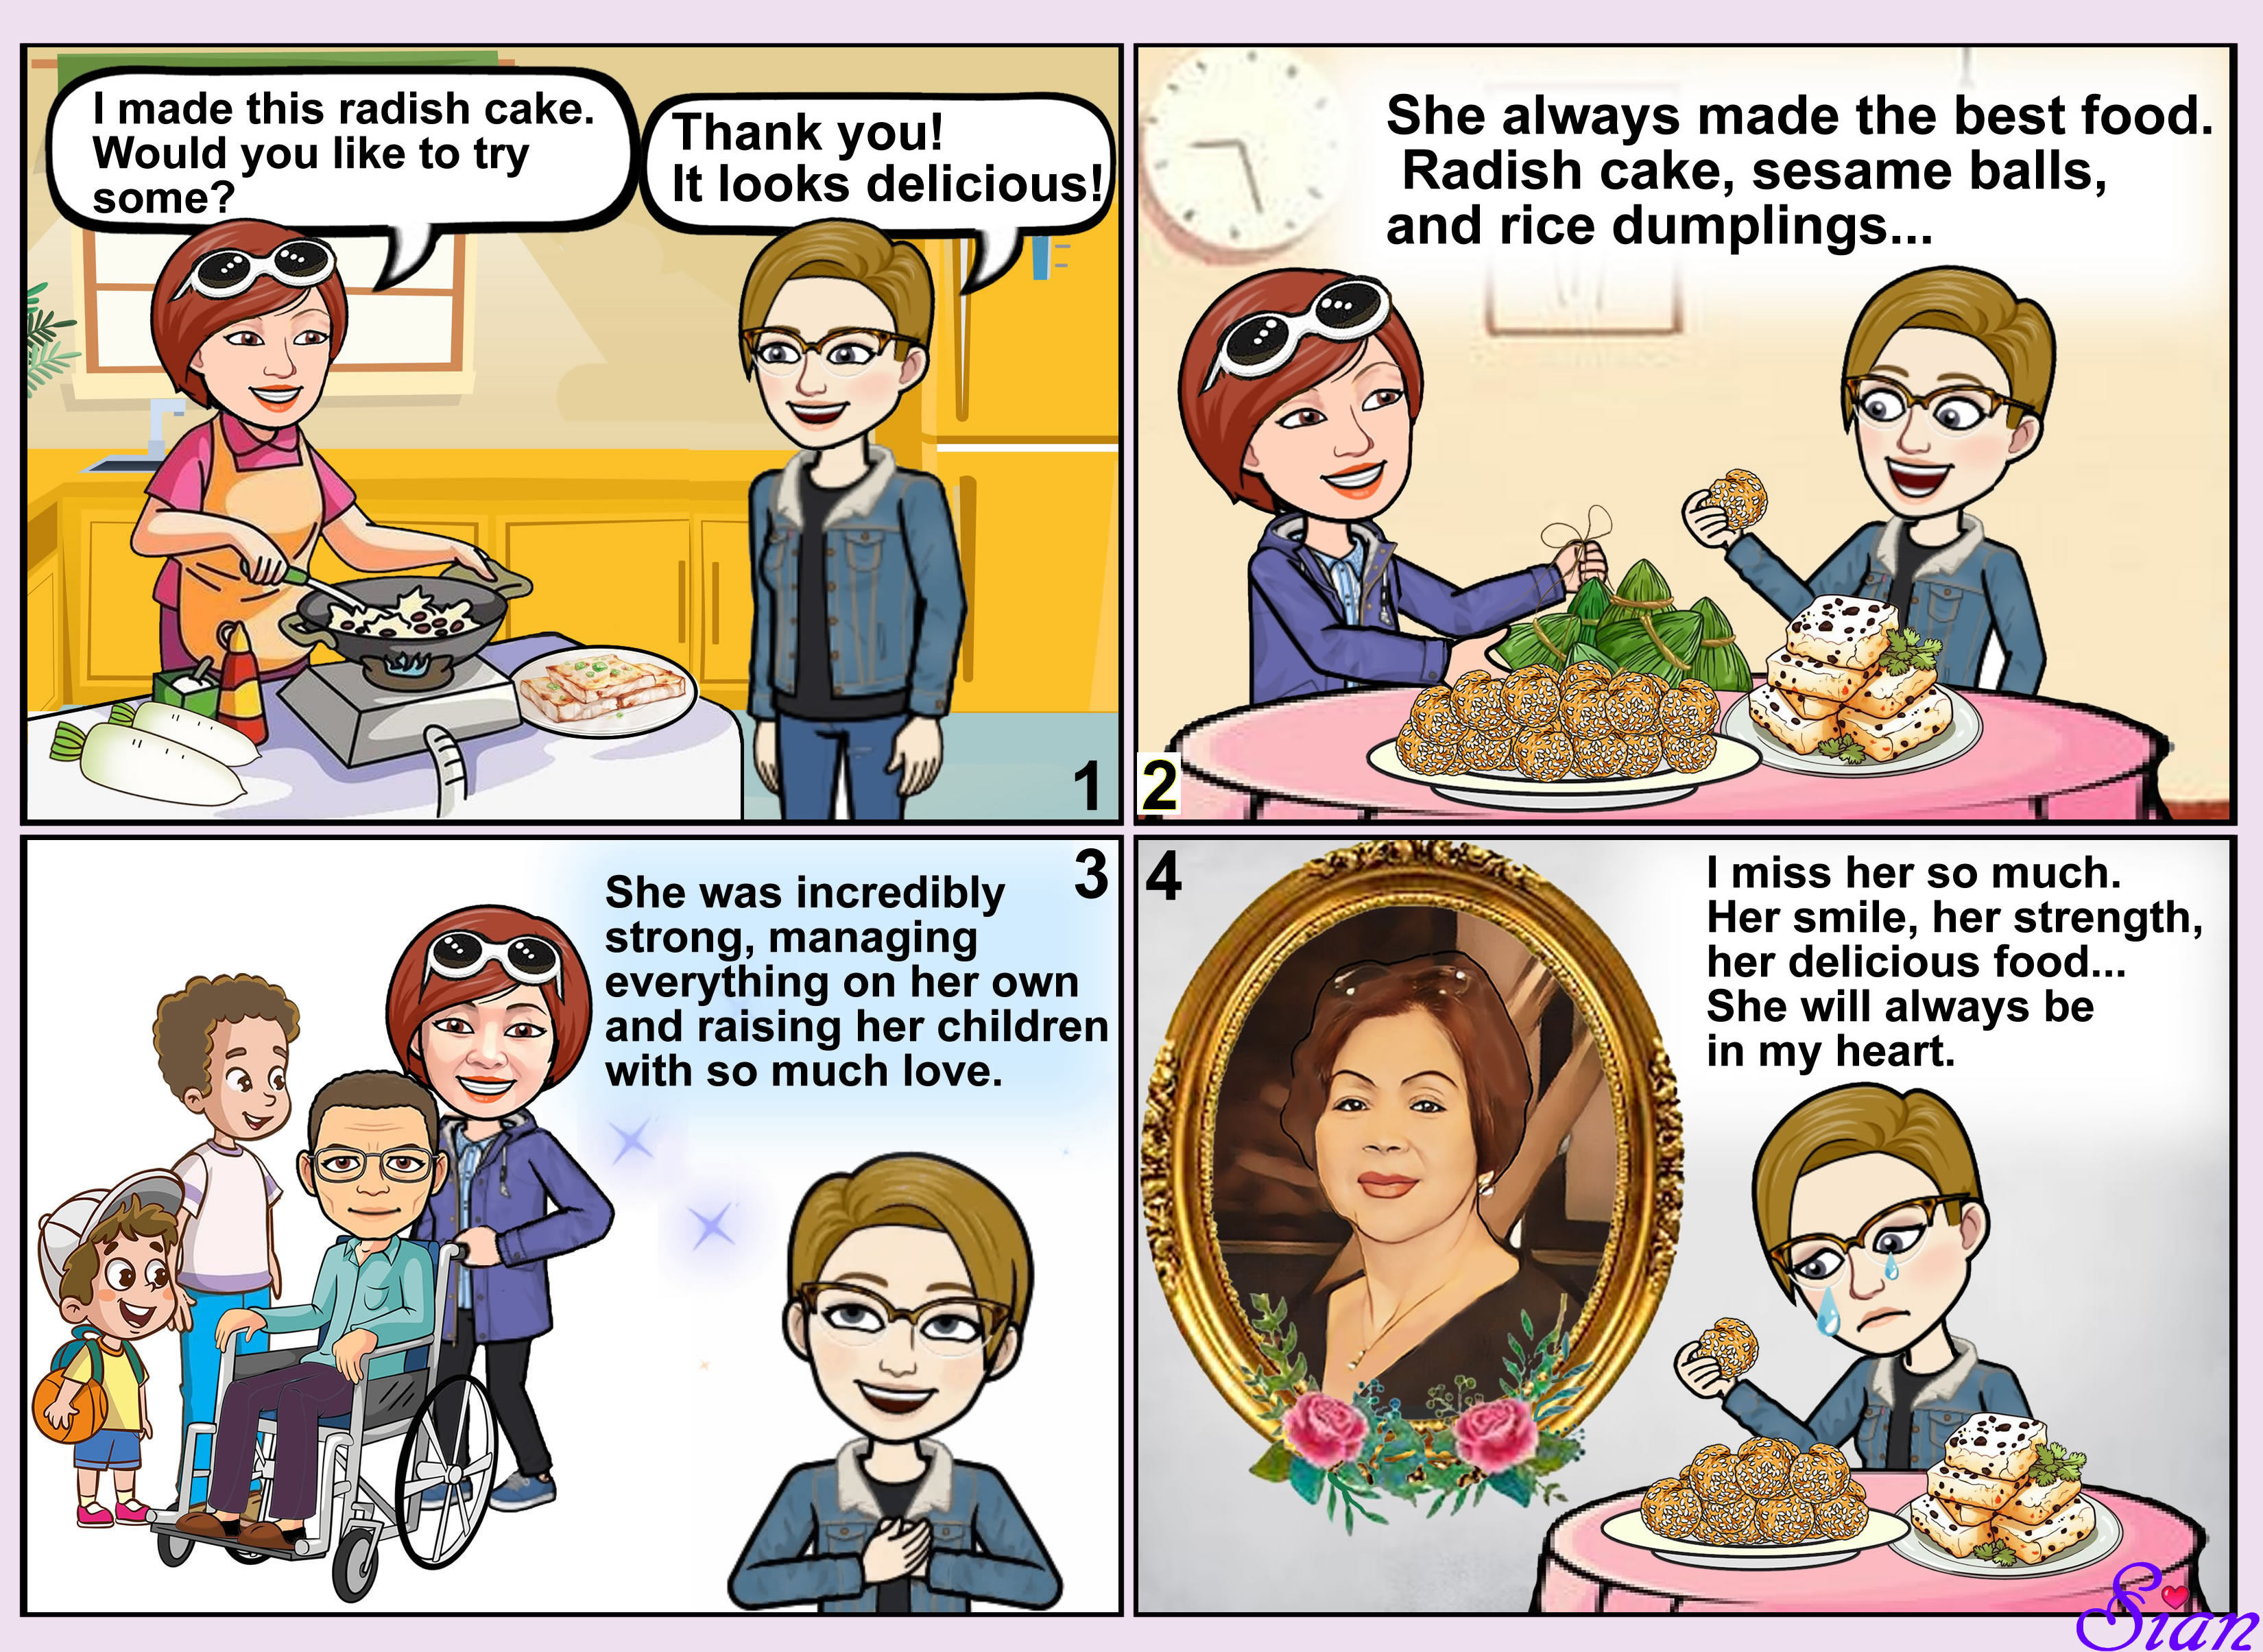 I made this radish cake.
Would you like to try
some?
Thank you!
It looks delicious!
1
She always made the best food.
Radish cake, sesame balls,
and rice dumplings...
2
3
She was incredibly
strong, managing
everything on her own
and raising her children
with so much love.
4
I miss her so much.
Her smile, her strength,
her delicious food...
She will always be
in my heart.
Sian